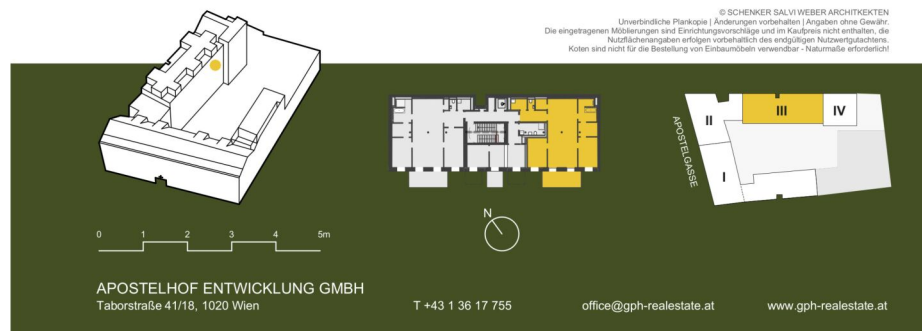 © SCHENKER SALVI WEBER ARCHITKEKTEN
Unverbindliche Plankopie | Änderungen vorbehalten | Angaben ohne Gewähr.
Die eingetragenen Möblierungen sind Einrichtungsvorschläge und im Kaufpreis nicht enthalten, die
Nutzflächenangaben erfolgen vorbehaltlich des endgültigen Nutzwertgutachtens.
Koten sind nicht für die Bestellung von Einbaumöbeln verwendbar - Naturmaße erforderlich!
II
III
IV
I
APOSTELGASSE
N
0 1 2 3 4 5m
APOSTELHOF ENTWICKLUNG GMBH
Taborstraße 41/18, 1020 Wien
T +43 1 36 17 755
office@gph-realestate.at
www.gph-realestate.at